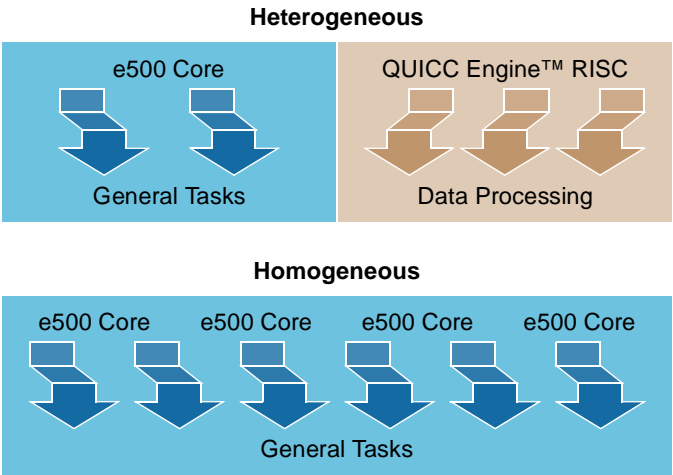 Heterogeneous
e500 Core
QUICC Engine™ RISC
General Tasks
Data Processing
Homogeneous
e500 Core e500 Core e500 Core e500 Core
General Tasks